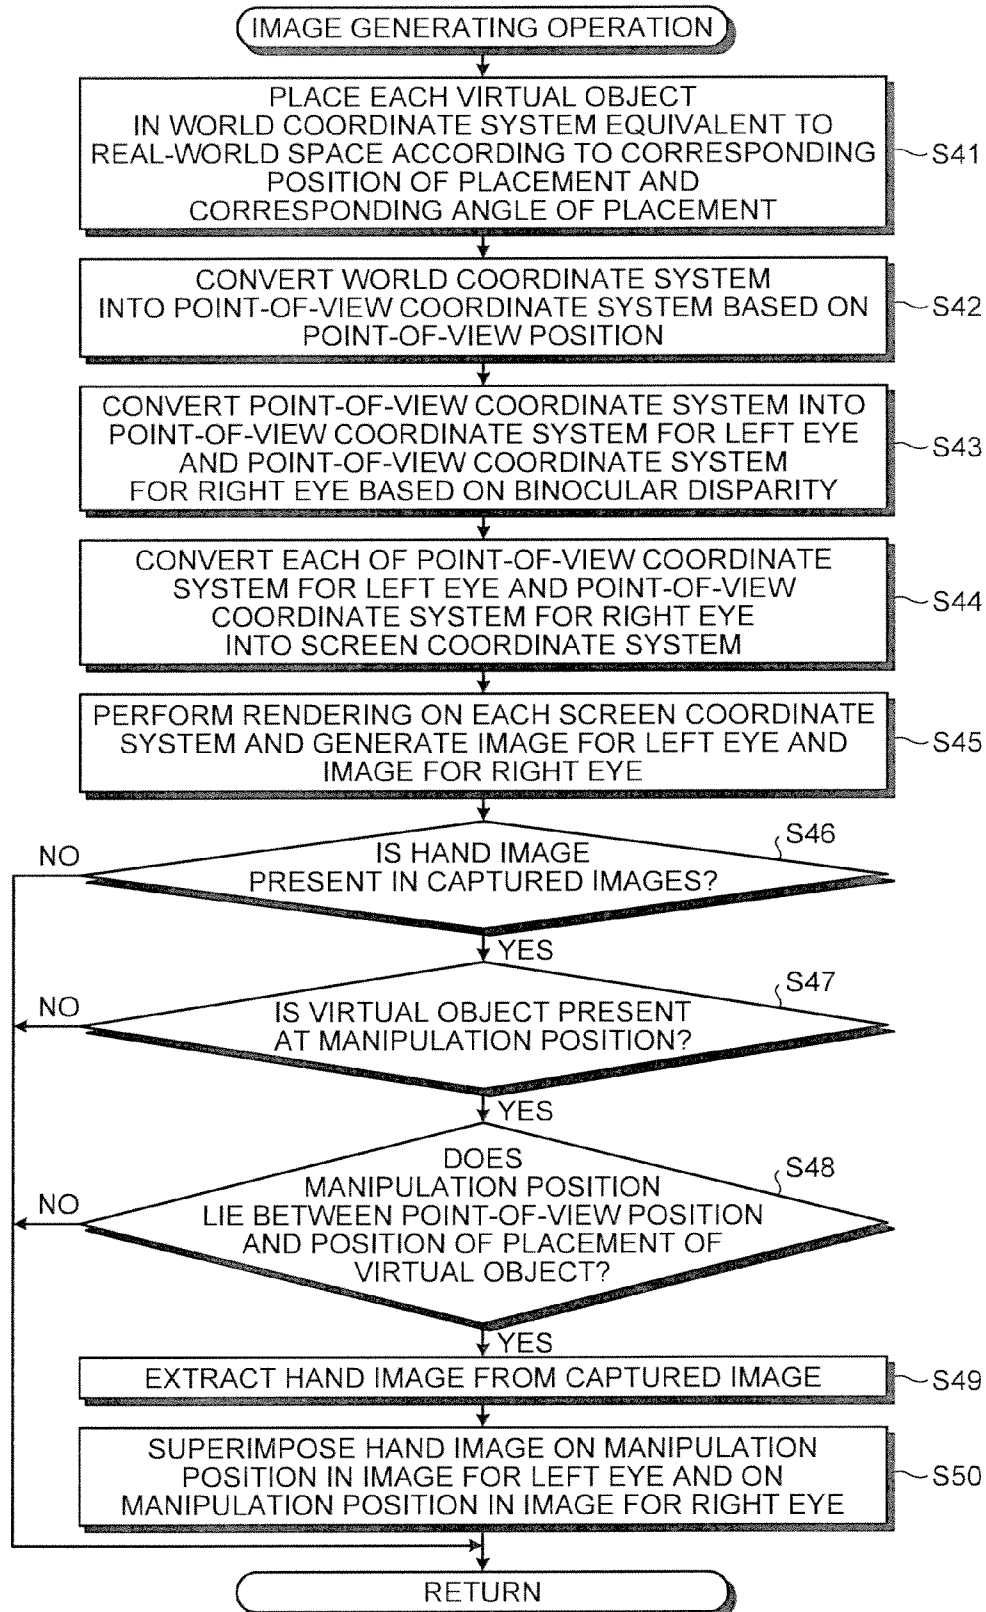 IMAGE GENERATING OPERATION
PLACE EACH VIRTUAL OBJECT
IN WORLD COORDINATE SYSTEM EQUIVALENT TO
REAL-WORLD SPACE ACCORDING TO CORRESPONDING
POSITION OF PLACEMENT AND
CORRESPONDING ANGLE OF PLACEMENT
S41
CONVERT WORLD COORDINATE SYSTEM
INTO POINT-OF-VIEW COORDINATE SYSTEM BASED ON
POINT-OF-VIEW POSITION
S42
CONVERT POINT-OF-VIEW COORDINATE SYSTEM INTO
POINT-OF-VIEW COORDINATE SYSTEM FOR LEFT EYE
AND POINT-OF-VIEW COORDINATE SYSTEM
FOR RIGHT EYE BASED ON BINOCULAR DISPARITY
S43
CONVERT EACH OF POINT-OF-VIEW COORDINATE
SYSTEM FOR LEFT EYE AND POINT-OF-VIEW
COORDINATE SYSTEM FOR RIGHT EYE
INTO SCREEN COORDINATE SYSTEM
S44
PERFORM RENDERING ON EACH SCREEN COORDINATE
SYSTEM AND GENERATE IMAGE FOR LEFT EYE AND
IMAGE FOR RIGHT EYE
S45
S46
NO
IS HAND IMAGE
PRESENT IN CAPTURED IMAGES?
YES
S47
NO
IS VIRTUAL OBJECT PRESENT
AT MANIPULATION POSITION?
YES
S48
NO
DOES
MANIPULATION POSITION
LIE BETWEEN POINT-OF-VIEW POSITION
AND POSITION OF PLACEMENT OF
VIRTUAL OBJECT?
YES
EXTRACT HAND IMAGE FROM CAPTURED IMAGE
S49
SUPERIMPOSE HAND IMAGE ON MANIPULATION
POSITION IN IMAGE FOR LEFT EYE AND ON
MANIPULATION POSITION IN IMAGE FOR RIGHT EYE
S50
RETURN